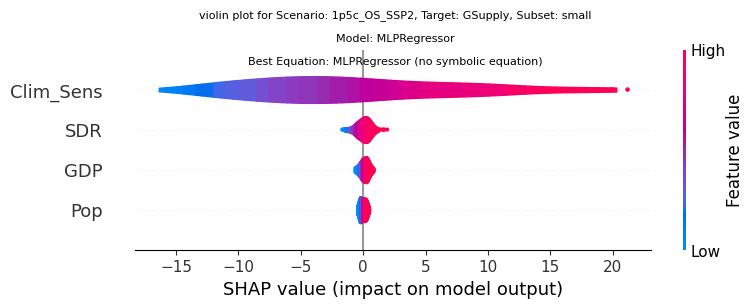 violin plot for Scenario: 1p5c_OS_SSP2, Target: GSupply, Subset: small
Model: MLPRegressor
Best Equation: MLPRegressor (no symbolic equation)
High
Clim_Sens
SDR
GDP
Pop
Feature value
Low
−15 −10 −5 0 5 10 15 20
SHAP value (impact on model output)